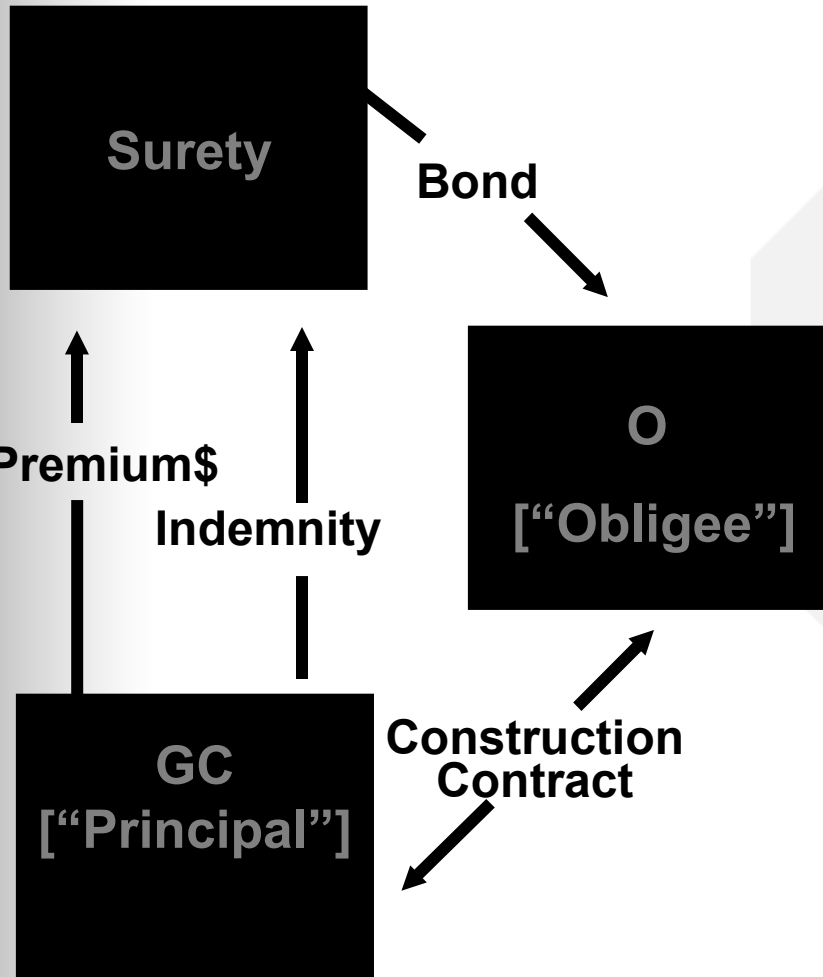 Surety
Bond
O
[“Obligee”]
Premium$
Indemnity
Construction
Contract
GC
[“Principal”]